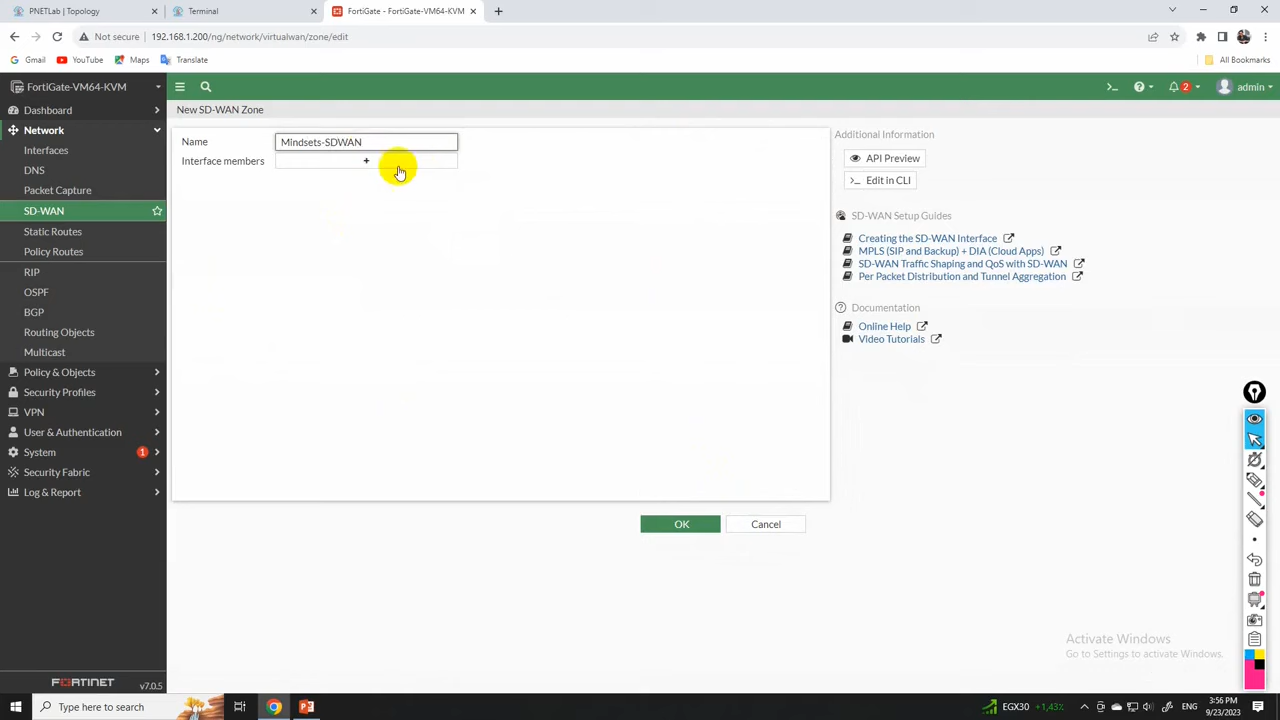 PNETLab | Topology
Terminal
FortiGate - FortiGate-VM64-KVM
Not secure
192.168.1.200/ng/network/virtualwan/zone/edit
Gmail
YouTube
Maps
Translate
All Bookmarks
FortiGate-VM64-KVM
2
admin
Dashboard
Network
Interfaces
DNS
Packet Capture
SD-WAN
Static Routes
Policy Routes
RIP
OSPF
BGP
Routing Objects
Multicast
Policy & Objects
Security Profiles
VPN
User & Authentication
System
1
Security Fabric
Log & Report
FORTINET
v7.0.5
New SD-WAN Zone
Name
Mindsets-SDWAN
Interface members
+
OK
Cancel
Additional Information
API Preview
>_ Edit in CLI
SD-WAN Setup Guides
Creating the SD-WAN Interface
MPLS (SIP and Backup) + DIA (Cloud Apps)
SD-WAN Traffic Shaping and QoS with SD-WAN
Per Packet Distribution and Tunnel Aggregation
Documentation
Online Help
Video Tutorials
Activate Windows
Go to Settings to activate Windows.
Type here to search
EGX30
+1,43%
ENG
3:56 PM
9/23/2023